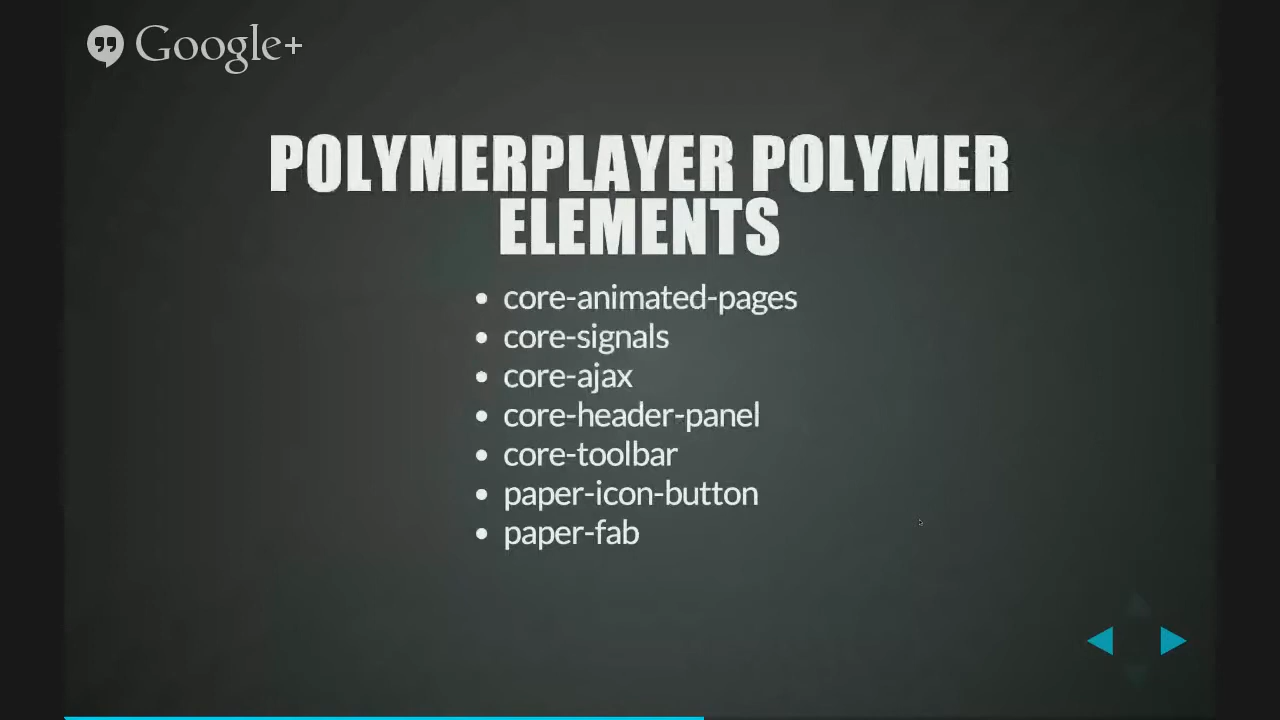 Google+
POLYMERPLAYER POLYMER
ELEMENTS
core-animated-pages
core-signals
core-ajax
core-header-panel
core-toolbar
paper-icon-button
paper-fab